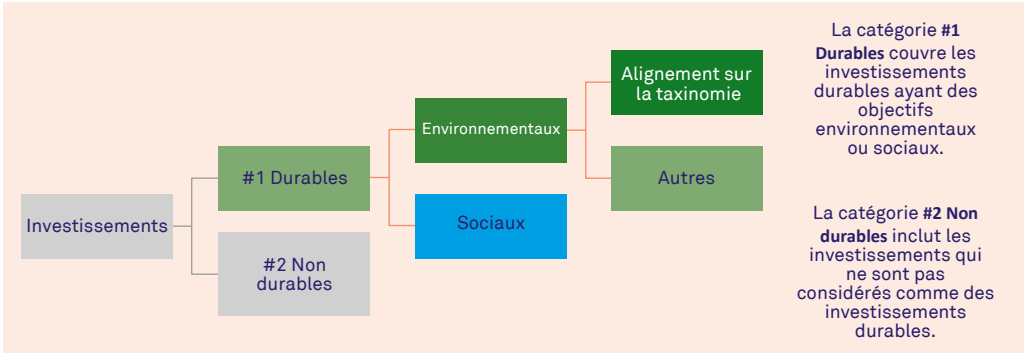 Investissements
#1 Durables
#2 Non
durables
Environnementaux
Sociaux
Alignement sur
la taxinomie
Autres
La catégorie #1
Durables couvre les
investissements
durables ayant des
objectifs
environnementaux
ou sociaux.
La catégorie #2 Non
durables inclut les
investissements qui
ne sont pas
considérés comme des
investissements
durables.